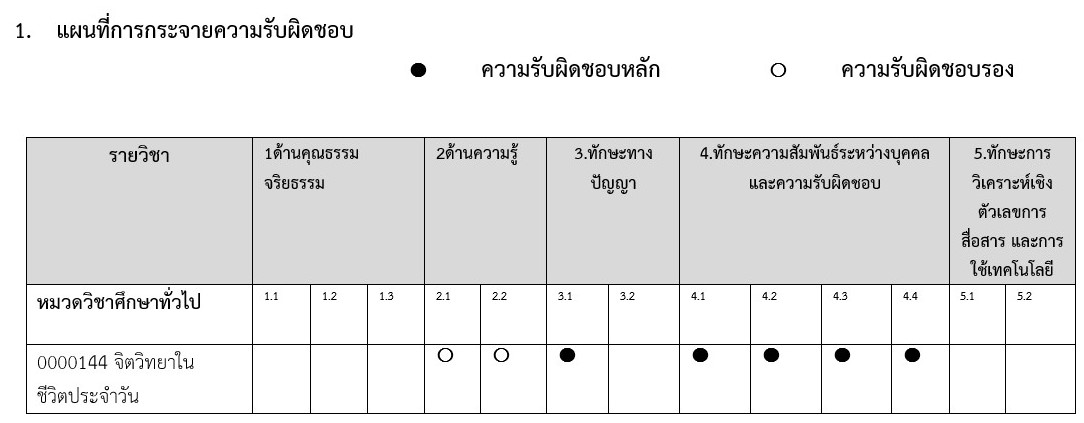 1. แผนที่การกระจายความรับผิดชอบ
● ความรับผิดชอบหลัก ○ ความรับผิดชอบรอง
รายวิชา
1ด้านคุณธรรม
จริยธรรม
2ด้านความรู้
3.ทักษะทาง
ปัญญา
4.ทักษะความสัมพันธ์ระหว่างบุคคล
และความรับผิดชอบ
5.ทักษะการ
วิเคราะห์เชิง
ตัวเลขการ
สื่อสาร และการ
ใช้เทคโนโลยี
หมวดวิชาศึกษาทั่วไป 1.1 1.2 1.3 2.1 2.2 3.1 3.2 4.1 4.2 4.3 4.4 5.1 5.2
0000144 จิตวิทยาใน ○ ○ ● ● ● ● ●
ชีวิตประจำวัน